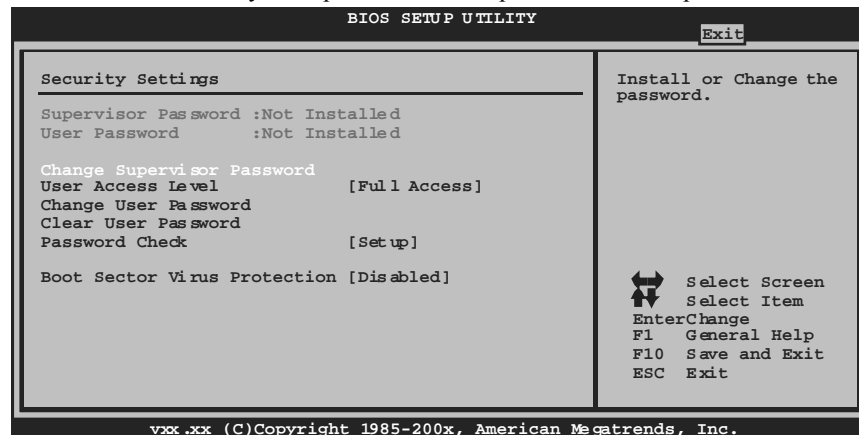 BIOS SETUP UTILITY
Exit
Security Settings
Supervisor Password :Not Installed
User Password :Not Installed
Change Supervisor Password
User Access Level [Full Access]
Change User Password
Clear User Password
Password Check [Setup]
Boot Sector Virus Protection [Disabled]
Install or Change the
password.
Select Screen
Select Item
EnterChange
F1 General Help
F10 Save and Exit
ESC Exit
vxx.xx (C)Copyright 1985-200x, American Megatrends, Inc.